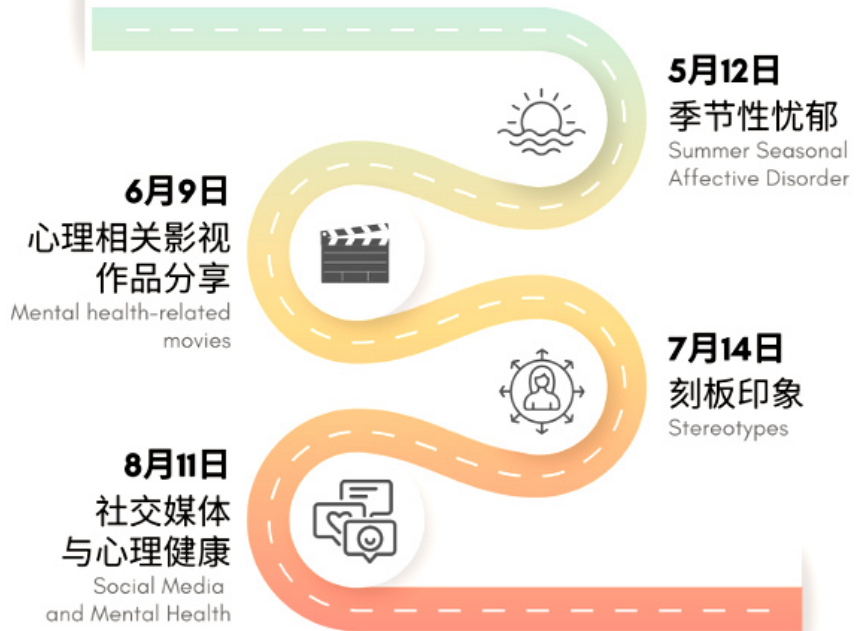 5月12日
季节性忧郁
Summer Seasonal
Affective Disorder
6月9日
心理相关影视
作品分享
Mental health-related
movies
7月14日
刻板印象
Stereotypes
8月11日
社交媒体
与心理健康
Social Media
and Mental Health